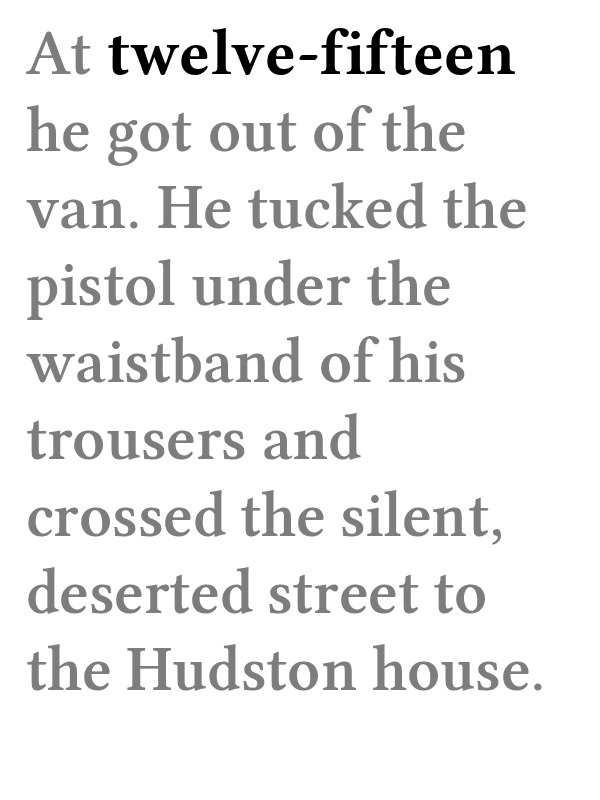 At twelve-fifteen
he got out of the
van. He tucked the
pistol under the
waistband of his
trousers and
crossed the silent,
deserted street to
the Hudston house.